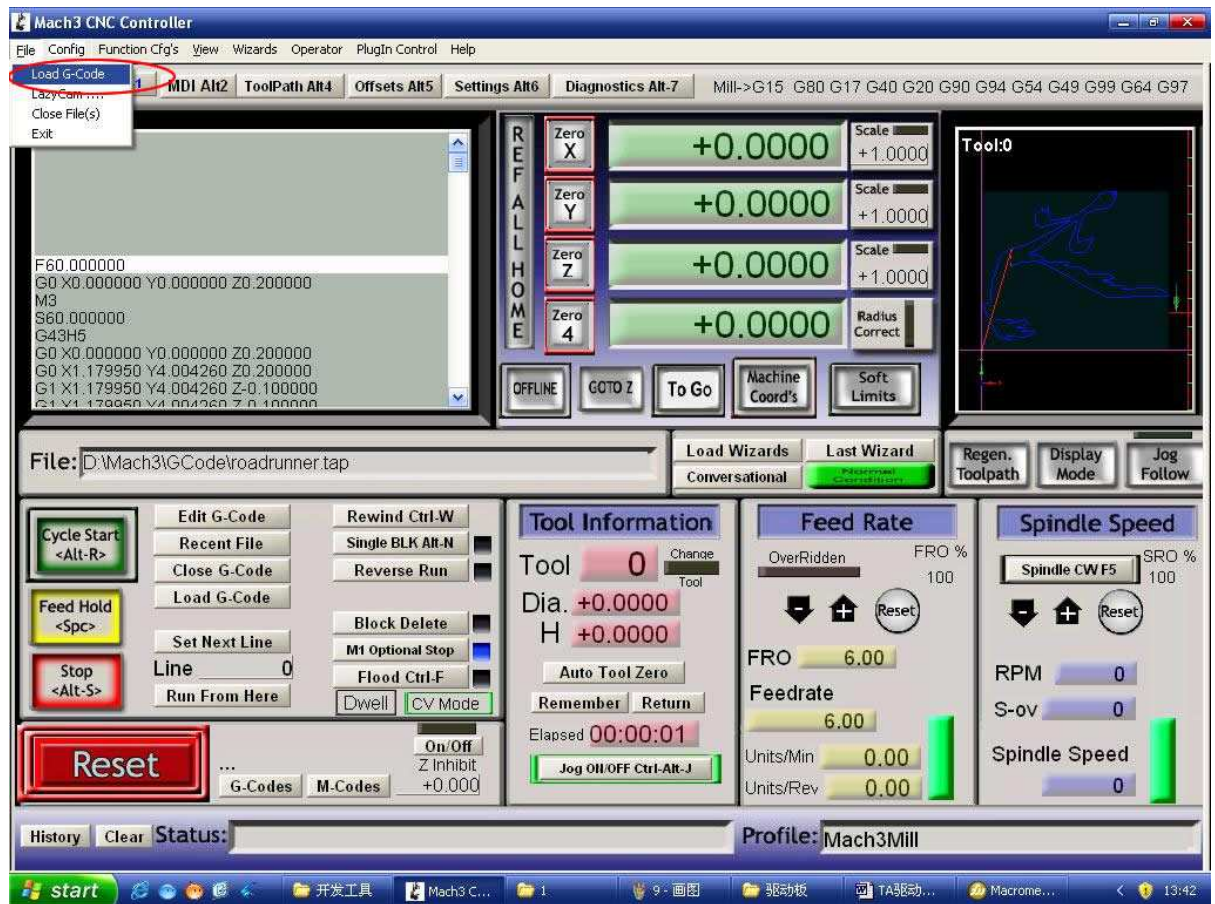 Mach3 CNC Controller
File Config Function Cfg's View Wizards Operator PlugIn Control Help
Load G-Code
LazyCam ....
Close File(s)
Exit
1 MDI Alt2 ToolPath Alt4 Offsets Alt5 Settings Alt6 Diagnostics Alt-7 Mill->G15 G80 G17 G40 G20 G90 G94 G54 G49 G99 G64 G97
F60.000000
G0 X0.000000 Y0.000000 Z0.200000
M3
S60.000000
G43H5
G0 X0.000000 Y0.000000 Z0.200000
G0 X1.179950 Y4.004260 Z0.200000
G1 X1.179950 Y4.004260 Z-0.100000
G1 X1.179950 Y4.004260 Z-0.100000
REF ALL HOME
Zero X +0.0000 Scale +1.0000
Zero Y +0.0000 Scale +1.0000
Zero Z +0.0000 Scale +1.0000
Zero 4 +0.0000 Radius Correct
OFFLINE GOTO Z To Go Machine Coord's Soft Limits
Tool:0
File: D:\Mach3\GCode\roadrunner.tap
Load Wizards Last Wizard
Conversational Normal Condition
Regen. Toolpath Display Mode Jog Follow
Cycle Start <Alt-R>
Feed Hold <Spc>
Stop <Alt-S>
Edit G-Code
Recent File
Close G-Code
Load G-Code
Set Next Line
Line 0
Run From Here
Rewind Ctrl-W
Single BLK Alt-N
Reverse Run
Block Delete
M1 Optional Stop
Flood Ctrl-F
Dwell CV Mode
Reset
...
G-Codes M-Codes
On/Off
Z Inhibit
+0.000
Tool Information
Tool 0 Change Tool
Dia. +0.0000
H +0.0000
Auto Tool Zero
Remember Return
Elapsed 00:00:01
Jog ON/OFF Ctrl-Alt-J
Feed Rate
OverRidden FRO % 100
Reset
FRO 6.00
Feedrate
6.00
Units/Min 0.00
Units/Rev 0.00
Spindle Speed
Spindle CW F5 SRO % 100
Reset
RPM 0
S-ov 0
Spindle Speed
0
History Clear Status:
Profile: Mach3Mill
start 开发工具 Mach3 C... 1 9 - 画图 驱动板 TA驱动... Macrome... 13:42